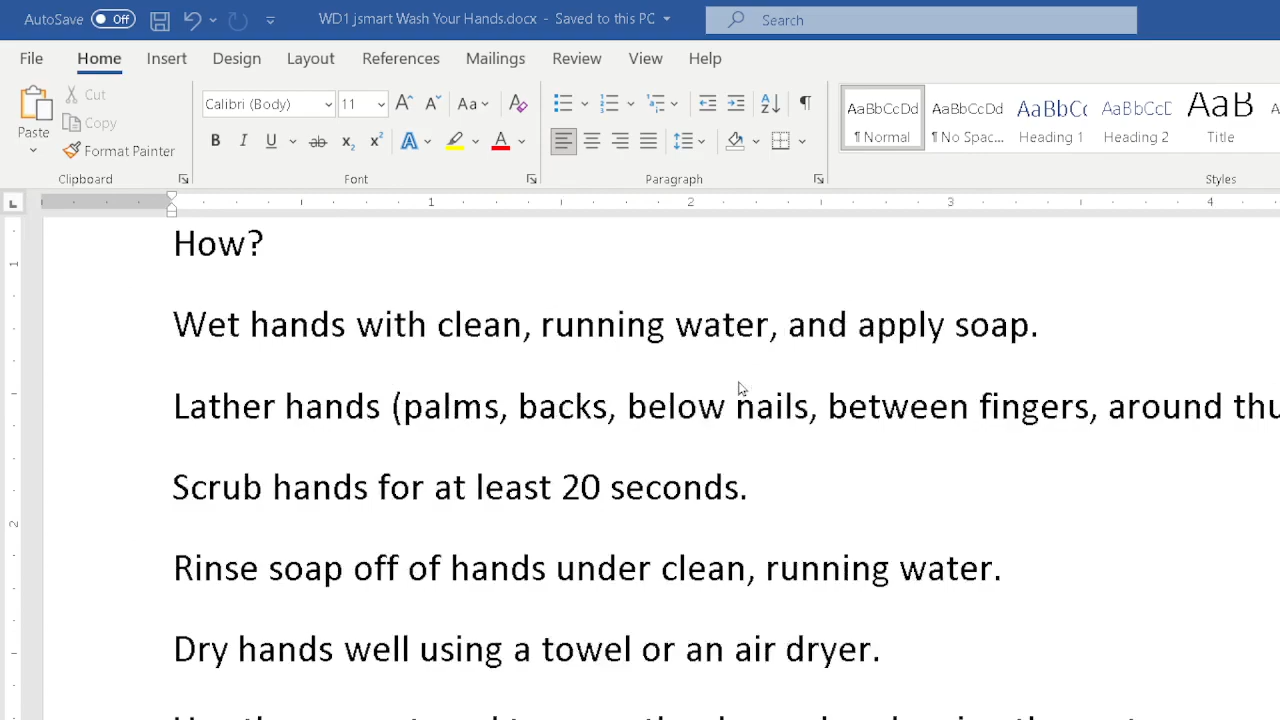 AutoSave Off WD1 jsmart Wash Your Hands.docx - Saved to this PC Search
File Home Insert Design Layout References Mailings Review View Help
Paste Cut Copy Format Painter Clipboard
Calibri (Body) 11 Aa Font
Paragraph
AaBbCcDd ¶ Normal AaBbCcDd ¶ No Spac... AaBbCc Heading 1 AaBbCcD Heading 2 AaB Title
Styles
1 2 3 4
How?
Wet hands with clean, running water, and apply soap.
Lather hands (palms, backs, below nails, between fingers, around thu
Scrub hands for at least 20 seconds.
Rinse soap off of hands under clean, running water.
Dry hands well using a towel or an air dryer.